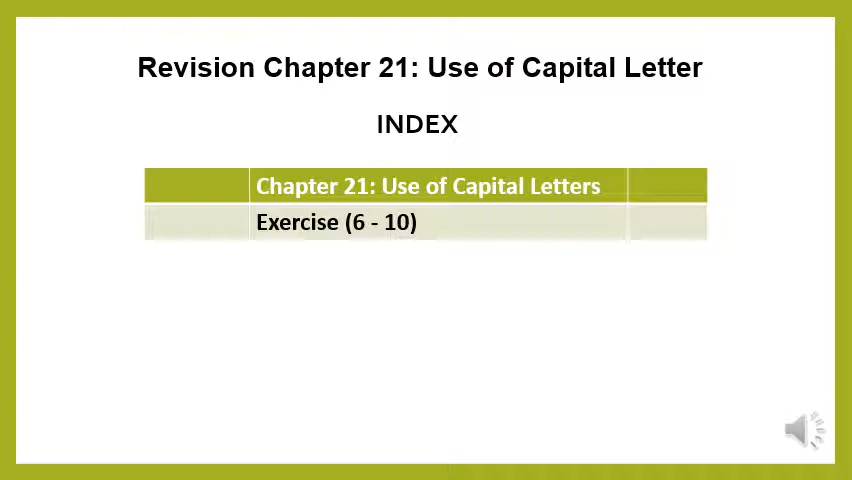 Revision Chapter 21: Use of Capital Letter
INDEX
Chapter 21: Use of Capital Letters
Exercise (6 - 10)